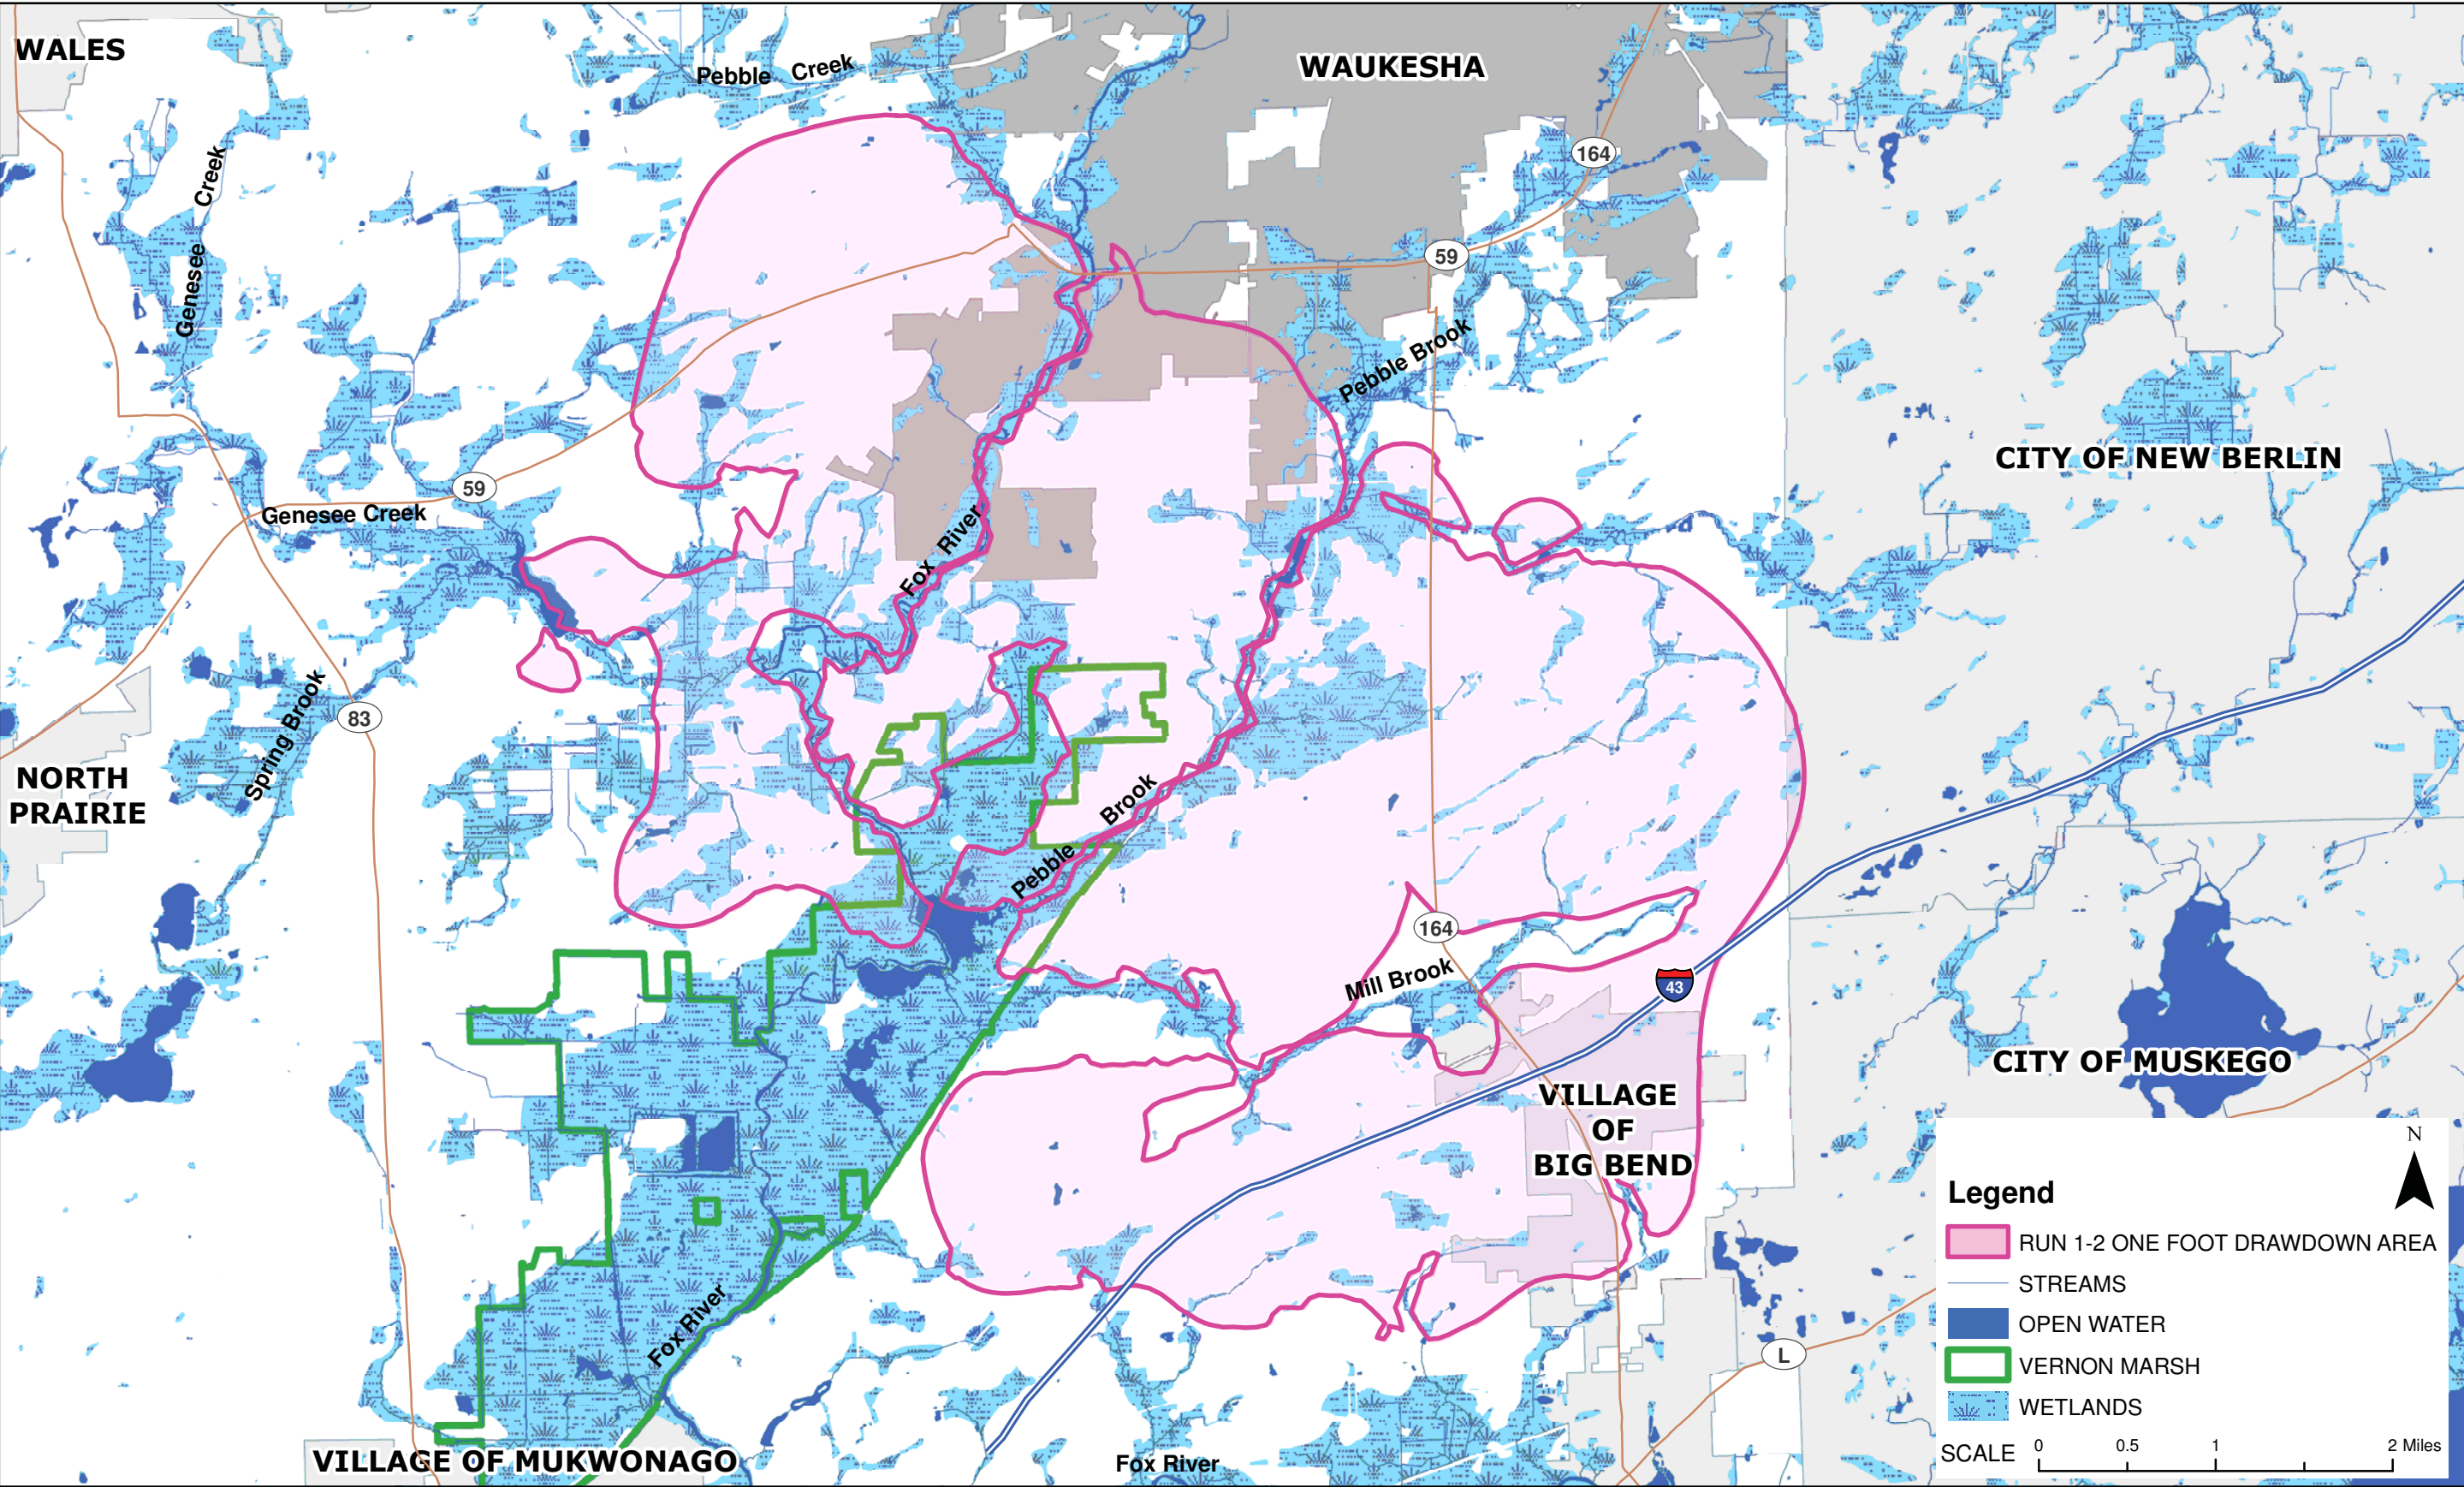 WALES
Pebble Creek
WAUKESHA
164
Genesee Creek
59
Pebble Brook
CITY OF NEW BERLIN
59
Genesee Creek
Fox River
Spring Brook
83
NORTH
PRAIRIE
Pebble Brook
164
Mill Brook
43
CITY OF MUSKEGO
VILLAGE
OF
BIG BEND
Fox River
L
VILLAGE OF MUKWONAGO
Fox River
N
Legend
RUN 1-2 ONE FOOT DRAWDOWN AREA
STREAMS
OPEN WATER
VERNON MARSH
WETLANDS
SCALE 0 0.5 1 2 Miles